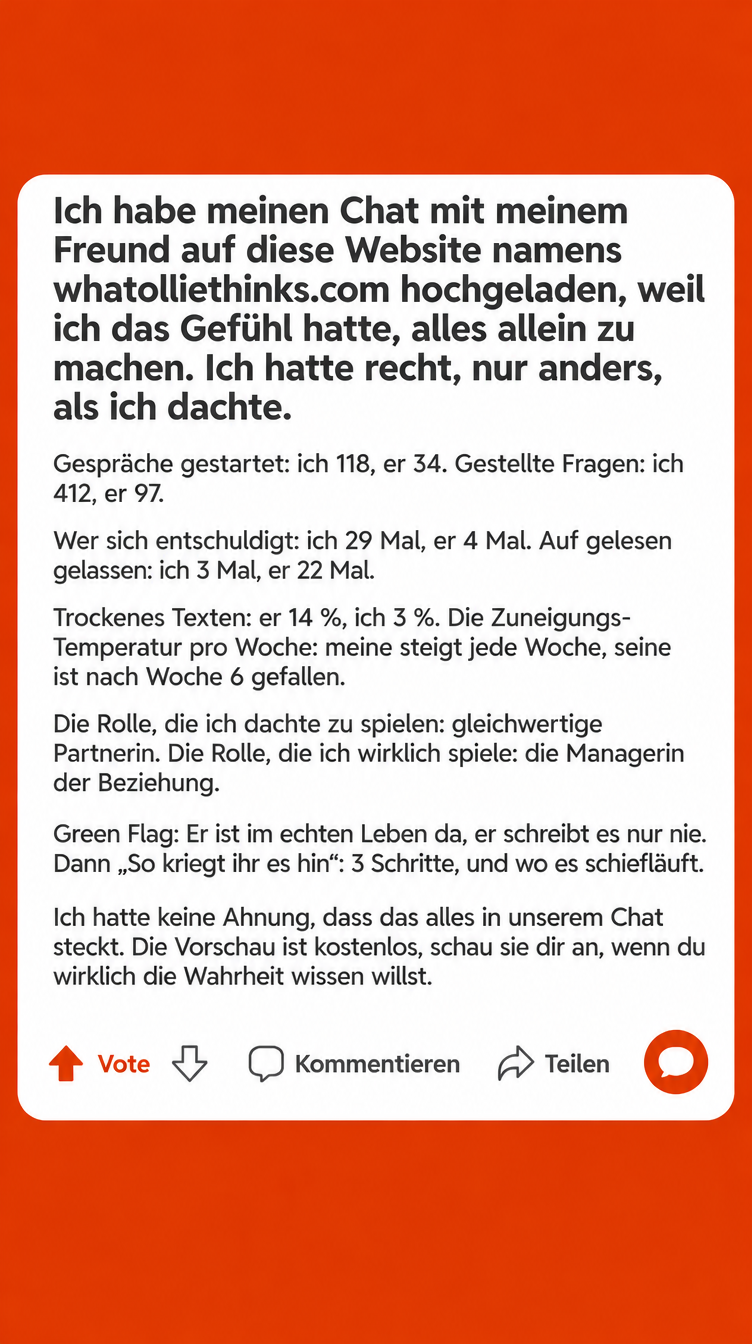 Ich habe meinen Chat mit meinem
Freund auf diese Website namens
whatolliethinks.com hochgeladen, weil
ich das Gefühl hatte, alles allein zu
machen. Ich hatte recht, nur anders,
als ich dachte.
Gespräche gestartet: ich 118, er 34. Gestellte Fragen: ich
412, er 97.
Wer sich entschuldigt: ich 29 Mal, er 4 Mal. Auf gelesen
gelassen: ich 3 Mal, er 22 Mal.
Trockenes Texten: er 14 %, ich 3 %. Die Zuneigungs-
Temperatur pro Woche: meine steigt jede Woche, seine
ist nach Woche 6 gefallen.
Die Rolle, die ich dachte zu spielen: gleichwertige
Partnerin. Die Rolle, die ich wirklich spiele: die Managerin
der Beziehung.
Green Flag: Er ist im echten Leben da, er schreibt es nur nie.
Dann „So kriegt ihr es hin“: 3 Schritte, und wo es schiefläuft.
Ich hatte keine Ahnung, dass das alles in unserem Chat
steckt. Die Vorschau ist kostenlos, schau sie dir an, wenn du
wirklich die Wahrheit wissen willst.
Vote Kommentieren Teilen